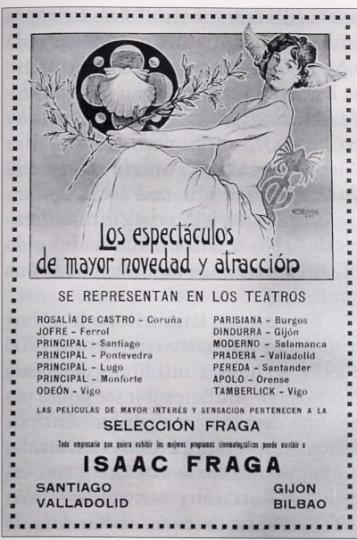 Los espectáculos
de mayor novedad y atracción
SE REPRESENTAN EN LOS TEATROS
ROSALÍA DE CASTRO - Coruña
JOFRE - Ferrol
PRINCIPAL - Santiago
PRINCIPAL - Pontevedra
PRINCIPAL - Lugo
PRINCIPAL - Monforte
ODEÓN - Vigo
PARISIANA - Burgos
DINDURRA - Gijón
MODERNO - Salamanca
PRADERA - Valladolid
PEREDA - Santander
APOLO - Orense
TAMBERLICK - Vigo
LAS PELÍCULAS DE MAYOR INTERÉS Y SENSACIÓN PERTENECEN A LA
SELECCIÓN FRAGA
Todo empresario que quiera exhibir los mejores programas cinematográficos puede escribir a
ISAAC FRAGA
SANTIAGO
VALLADOLID
GIJÓN
BILBAO